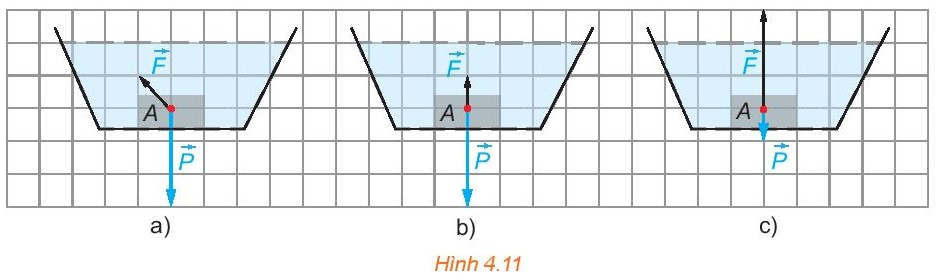 F⃗ F⃗ F⃗
A A A
P⃗ P⃗ P⃗
a) b) c)
Hình 4.11